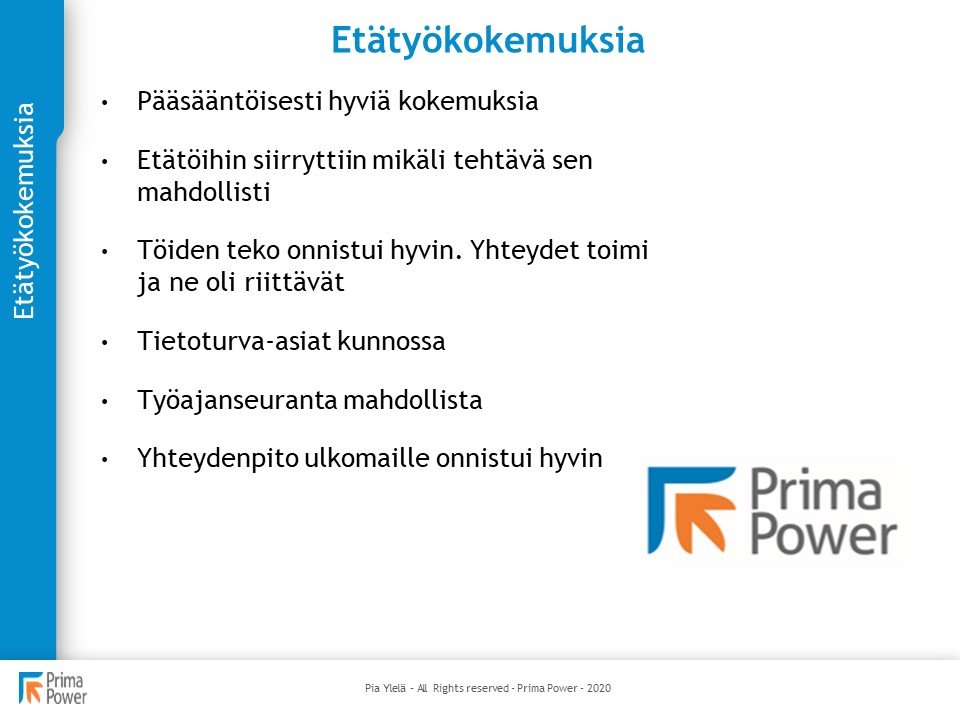 Etätyökokemuksia
Etätyökokemuksia
• Pääsääntöisesti hyviä kokemuksia
• Etätöihin siirryttiin mikäli tehtävä sen
mahdollisti
• Töiden teko onnistui hyvin. Yhteydet toimi
ja ne oli riittävät
• Tietoturva-asiat kunnossa
• Työajanseuranta mahdollista
• Yhteydenpito ulkomaille onnistui hyvin
Prima
Power
Prima
Power
Pia Ylelä - All Rights reserved - Prima Power - 2020